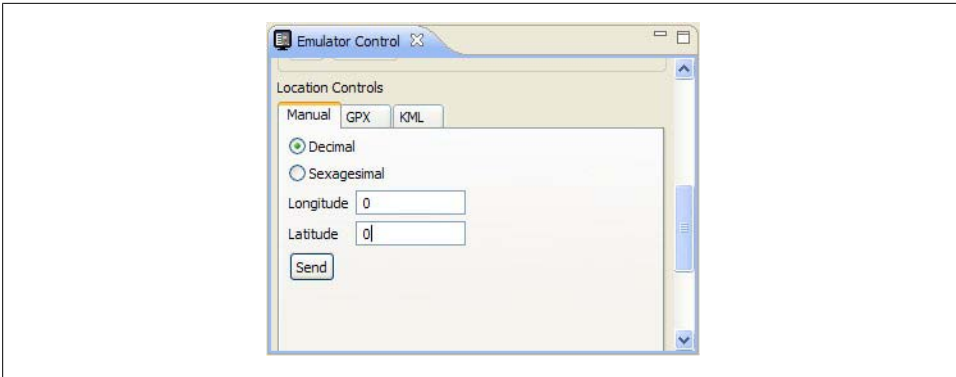 Emulator Control
Location Controls
Manual GPX KML
Decimal
Sexagesimal
Longitude 0
Latitude 0
Send